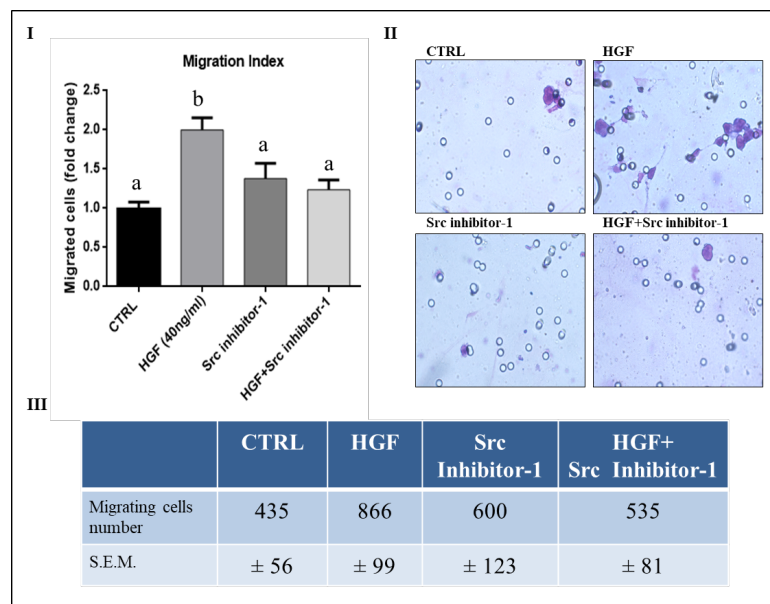 I
Migration Index
Migrated cells (fold change)
2.5
2.0
1.5
1.0
0.5
0.0
a
b
a
a
CTRL
HGF (40ng/ml)
Src inhibitor-1
HGF+Src inhibitor-1
II
CTRL
HGF
Src inhibitor-1
HGF+Src inhibitor-1
III
CTRL
HGF
Src
Inhibitor-1
HGF+
Src Inhibitor-1
Migrating cells
number
435
866
600
535
S.E.M.
± 56
± 99
± 123
± 81